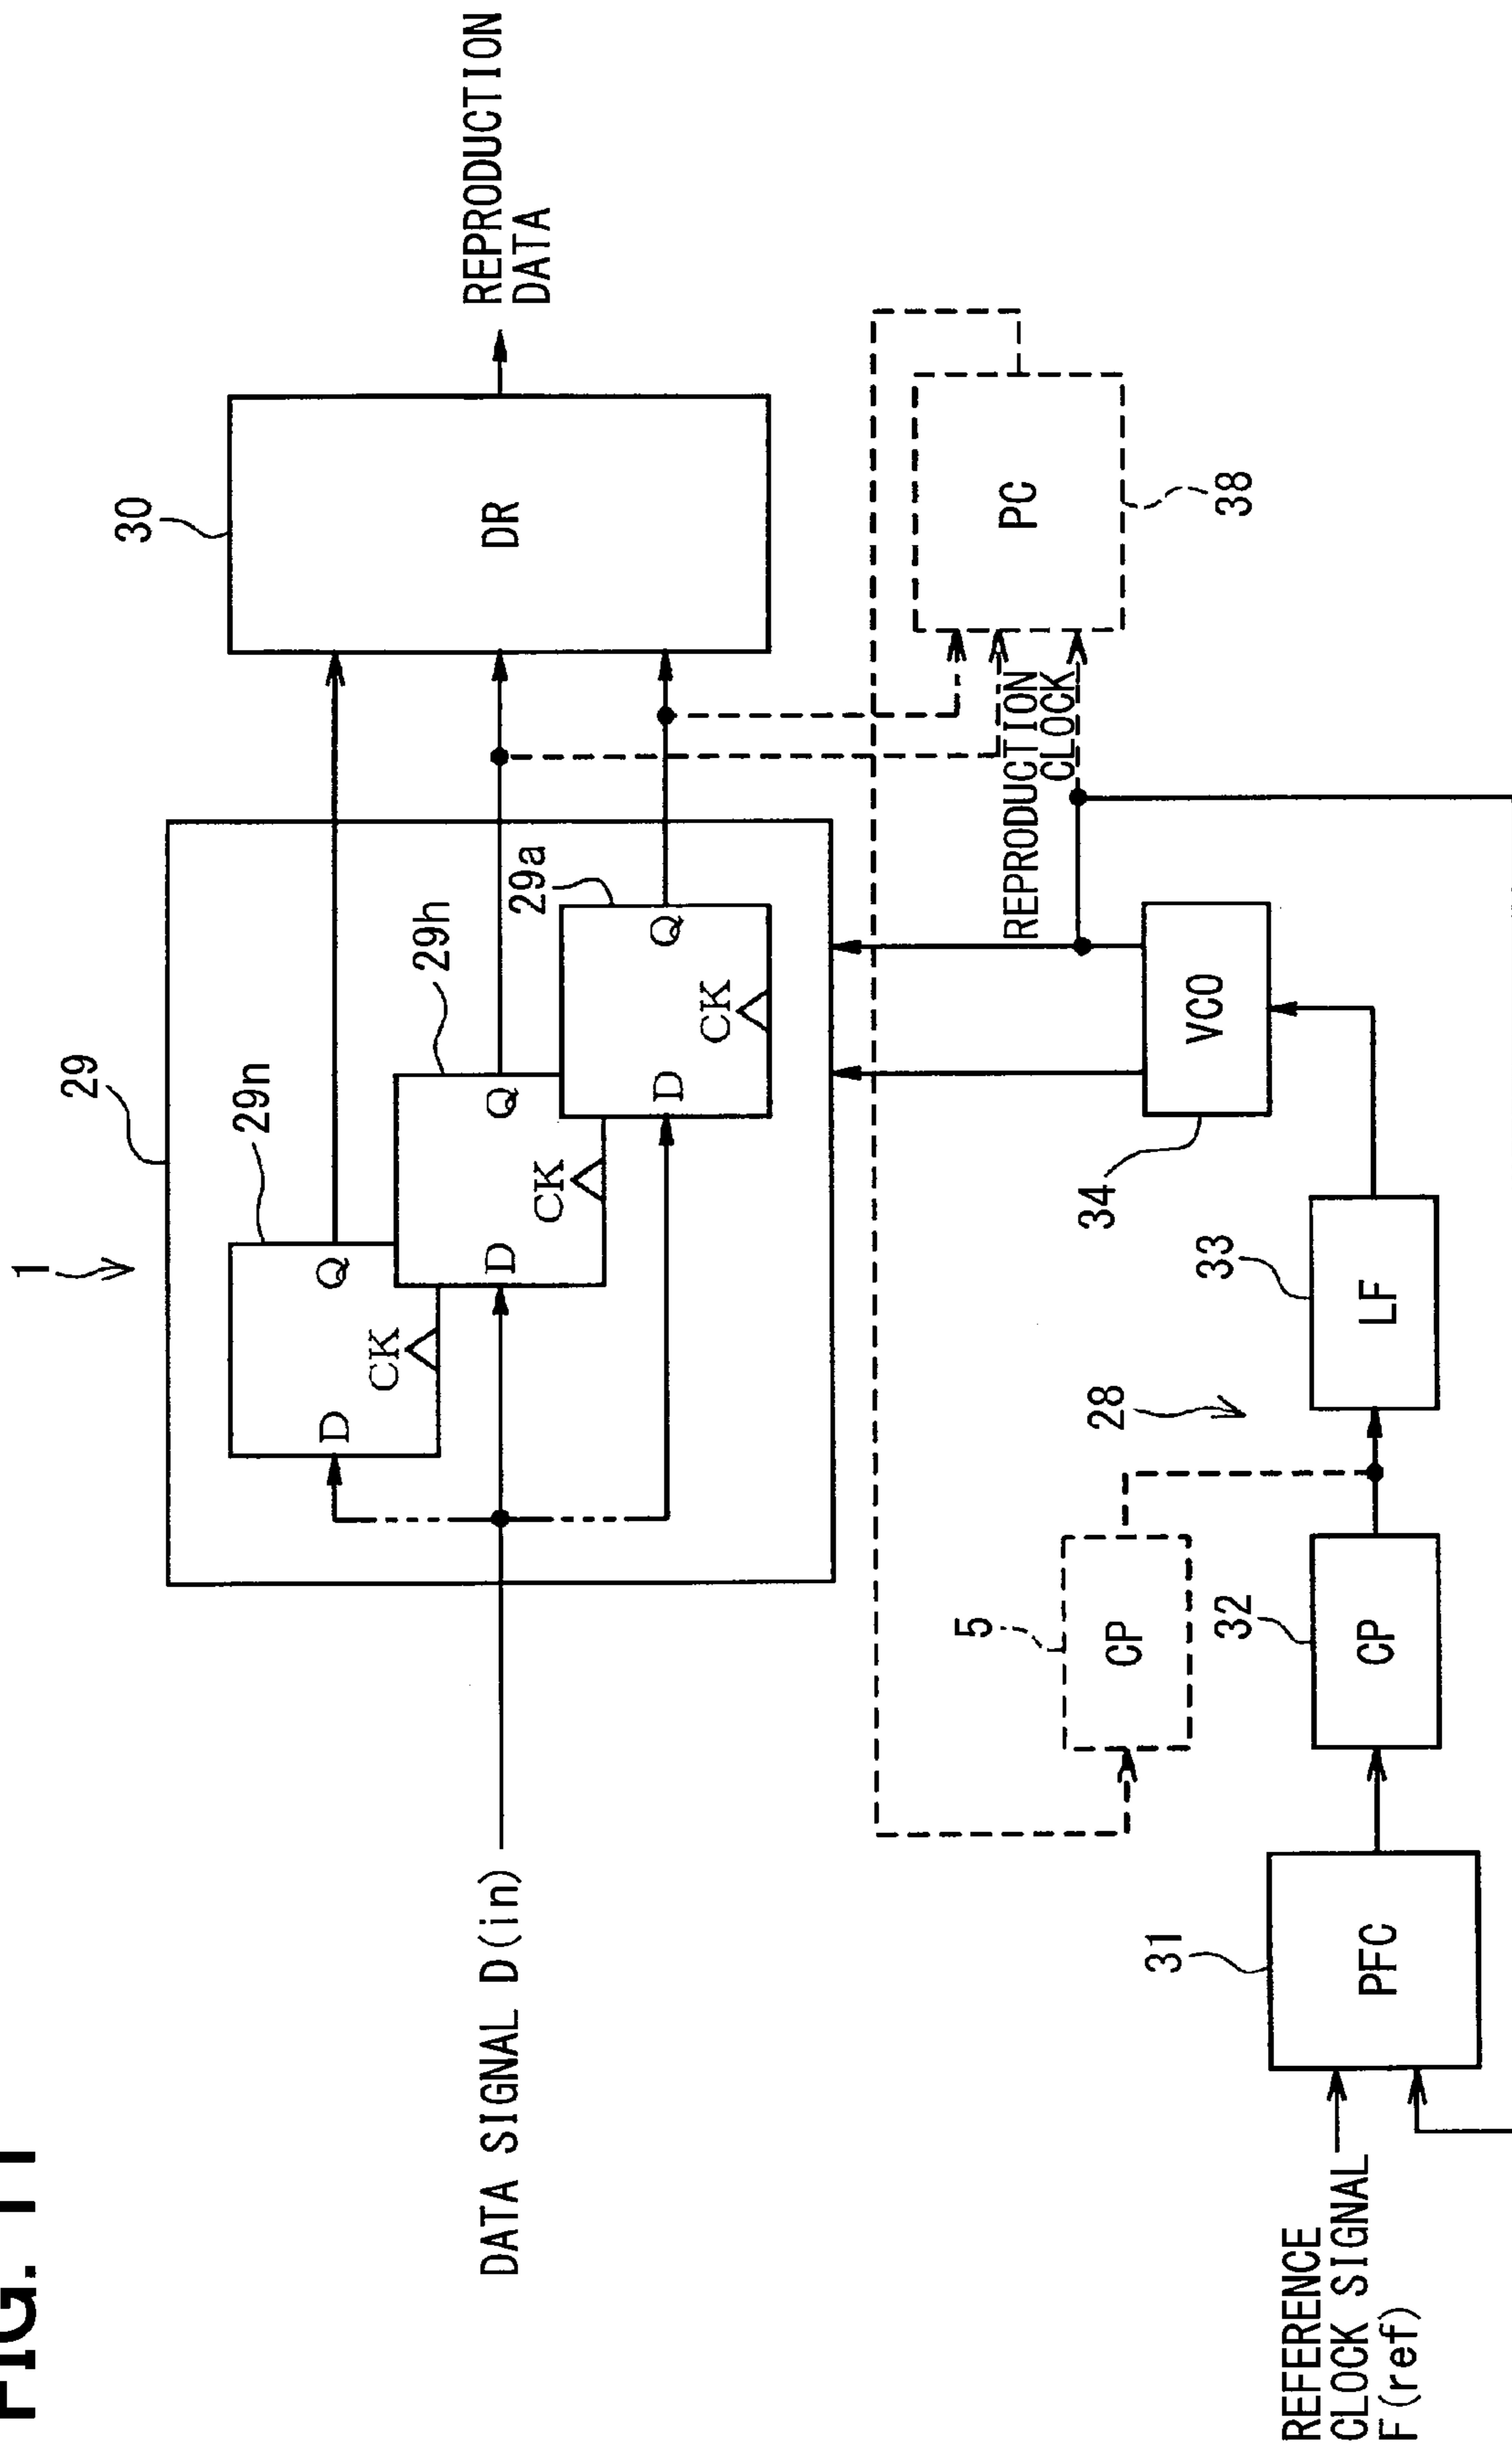 FIG. 11
1
29
30
29n
D
Q
CK
29h
D
Q
CK
29a
D
Q
CK
DR
REPRODUCTION
DATA
DATA SIGNAL D(in)
PC
38
REPRODUCTION
CLOCK
5
CP
28
34
VCO
31
PFC
32
CP
33
LF
REFERENCE
CLOCK SIGNAL
F(ref)